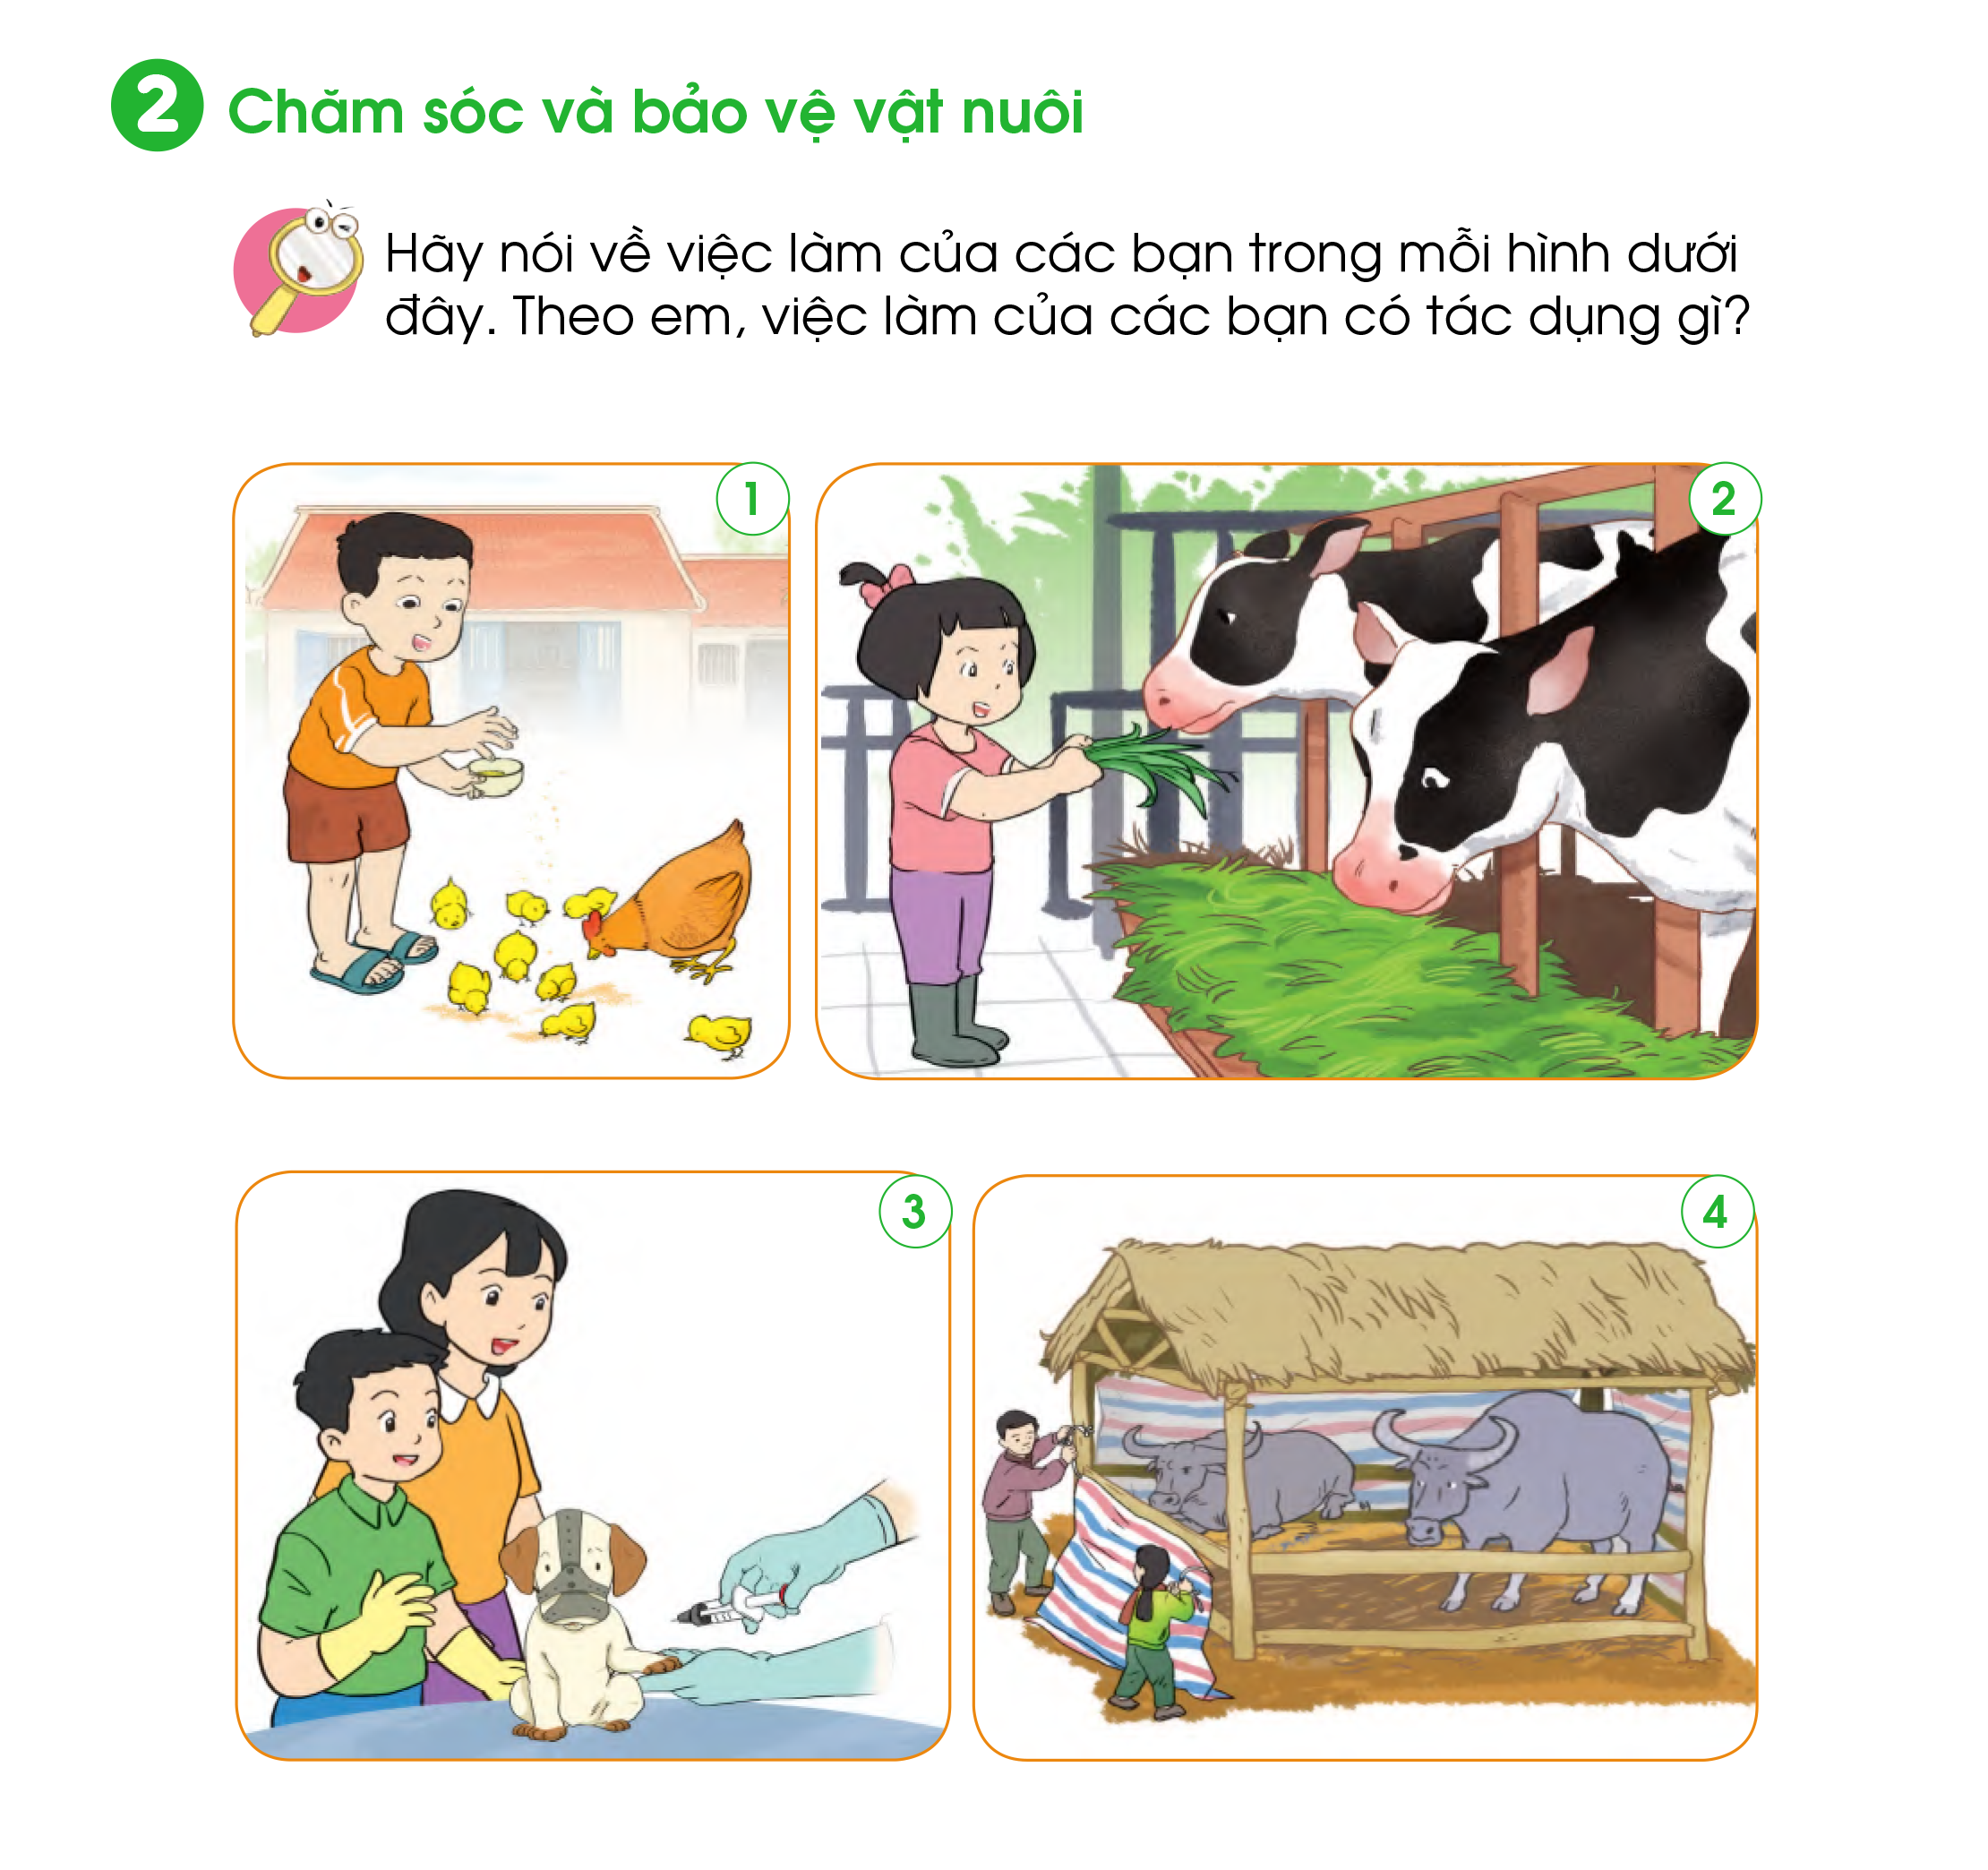 2 Chăm sóc và bảo vệ vật nuôi
Hãy nói về việc làm của các bạn trong mỗi hình dưới
đây. Theo em, việc làm của các bạn có tác dụng gì?
1
2
3
4